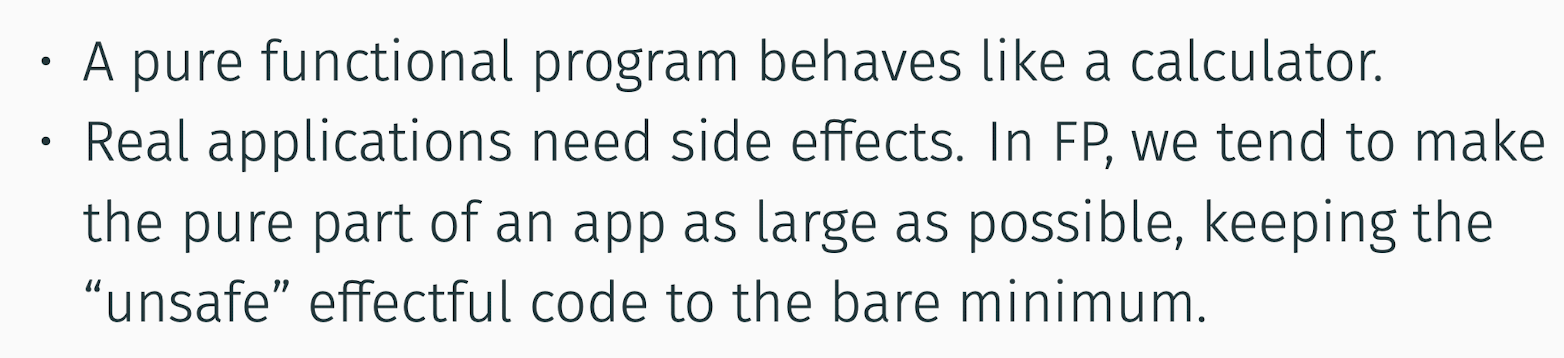 • A pure functional program behaves like a calculator.
• Real applications need side effects. In FP, we tend to make
the pure part of an app as large as possible, keeping the
“unsafe” effectful code to the bare minimum.